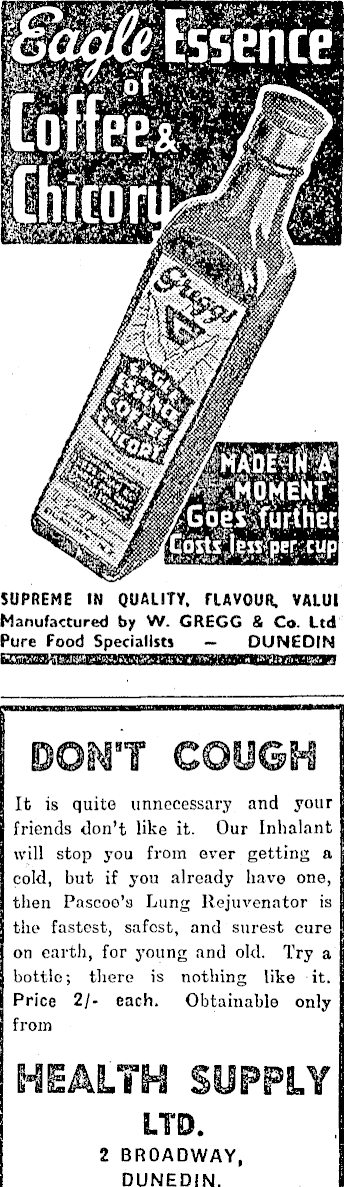 Eagle Essence
of
Coffee &
Chicory
Greggs
G
EAGLE
ESSENCE
COFFEE
CHICORY
MADE IN A
MOMENT
Goes further
Costs less per cup
SUPREME IN QUALITY, FLAVOUR, VALUE
Manufactured by W. GREGG & Co. Ltd
Pure Food Specialists — DUNEDIN
DON'T COUGH
It is quite unnecessary and your
friends don't like it. Our Inhalant
will stop you from ever getting a
cold, but if you already have one,
then Pascoe's Lung Rejuvenator is
the fastest, safest, and surest cure
on earth, for young and old. Try a
bottle; there is nothing like it.
Price 2/- each. Obtainable only
from
HEALTH SUPPLY
LTD.
2 BROADWAY,
DUNEDIN.